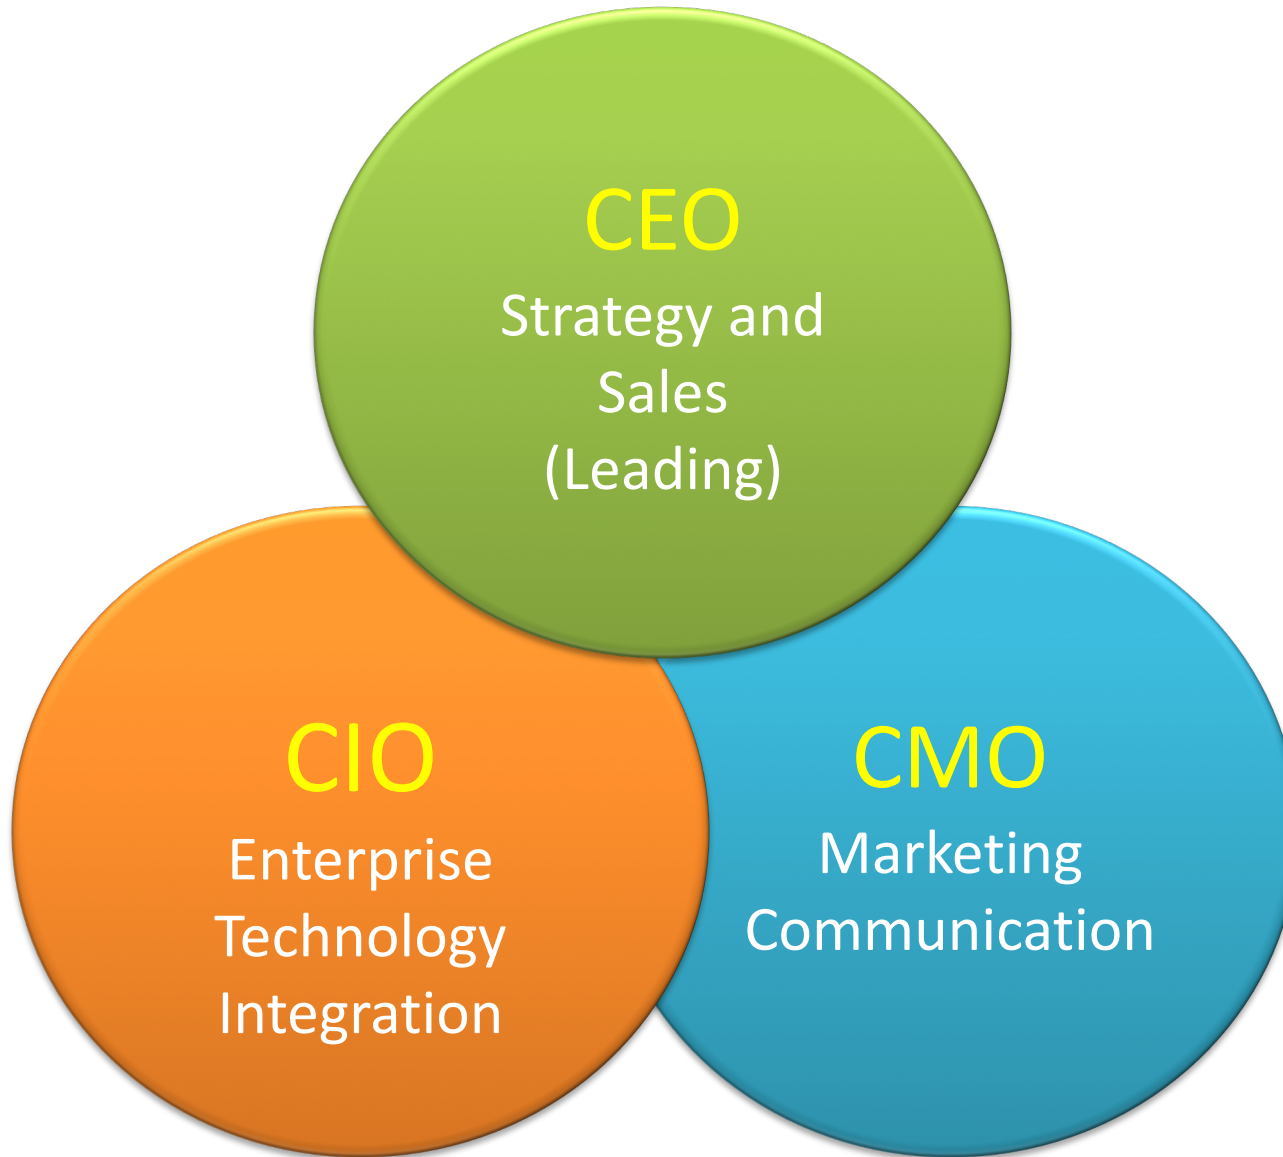 CEO
Strategy and
Sales
(Leading)
CIO
Enterprise
Technology
Integration
CMO
Marketing
Communication